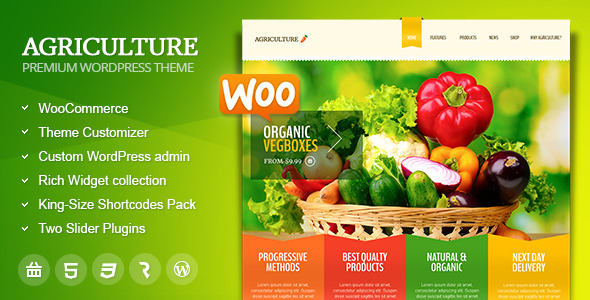 AGRICULTURE
PREMIUM WORDPRESS THEME
WooCommerce
Theme Customizer
Custom WordPress admin
Rich Widget collection
King-Size Shortcodes Pack
Two Slider Plugins
AGRICULTURE
HOME FEATURES PRODUCTS NEWS SHOP WHY AGRICULTURE?
WOO
ORGANIC
VEGBOXES
FROM $9.99
PROGRESSIVE
METHODS
BEST QUALTY
PRODUCTS
NATURAL &
ORGANIC
NEXT DAY
DELIVERY